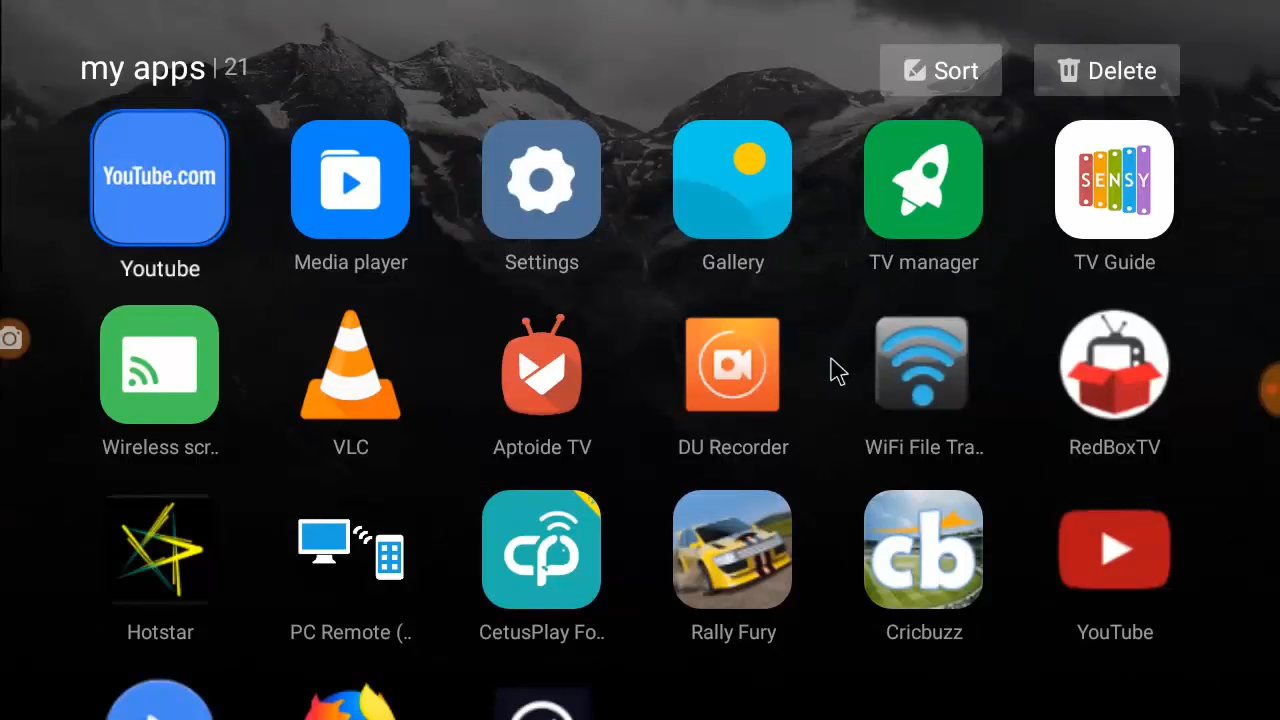 my apps | 21
Sort
Delete
YouTube.com
SENSY
Youtube
Media player
Settings
Gallery
TV manager
TV Guide
Wireless scr..
VLC
Aptoide TV
DU Recorder
WiFi File Tra..
RedBoxTV
cp
cb
Hotstar
PC Remote (..
CetusPlay Fo..
Rally Fury
Cricbuzz
YouTube